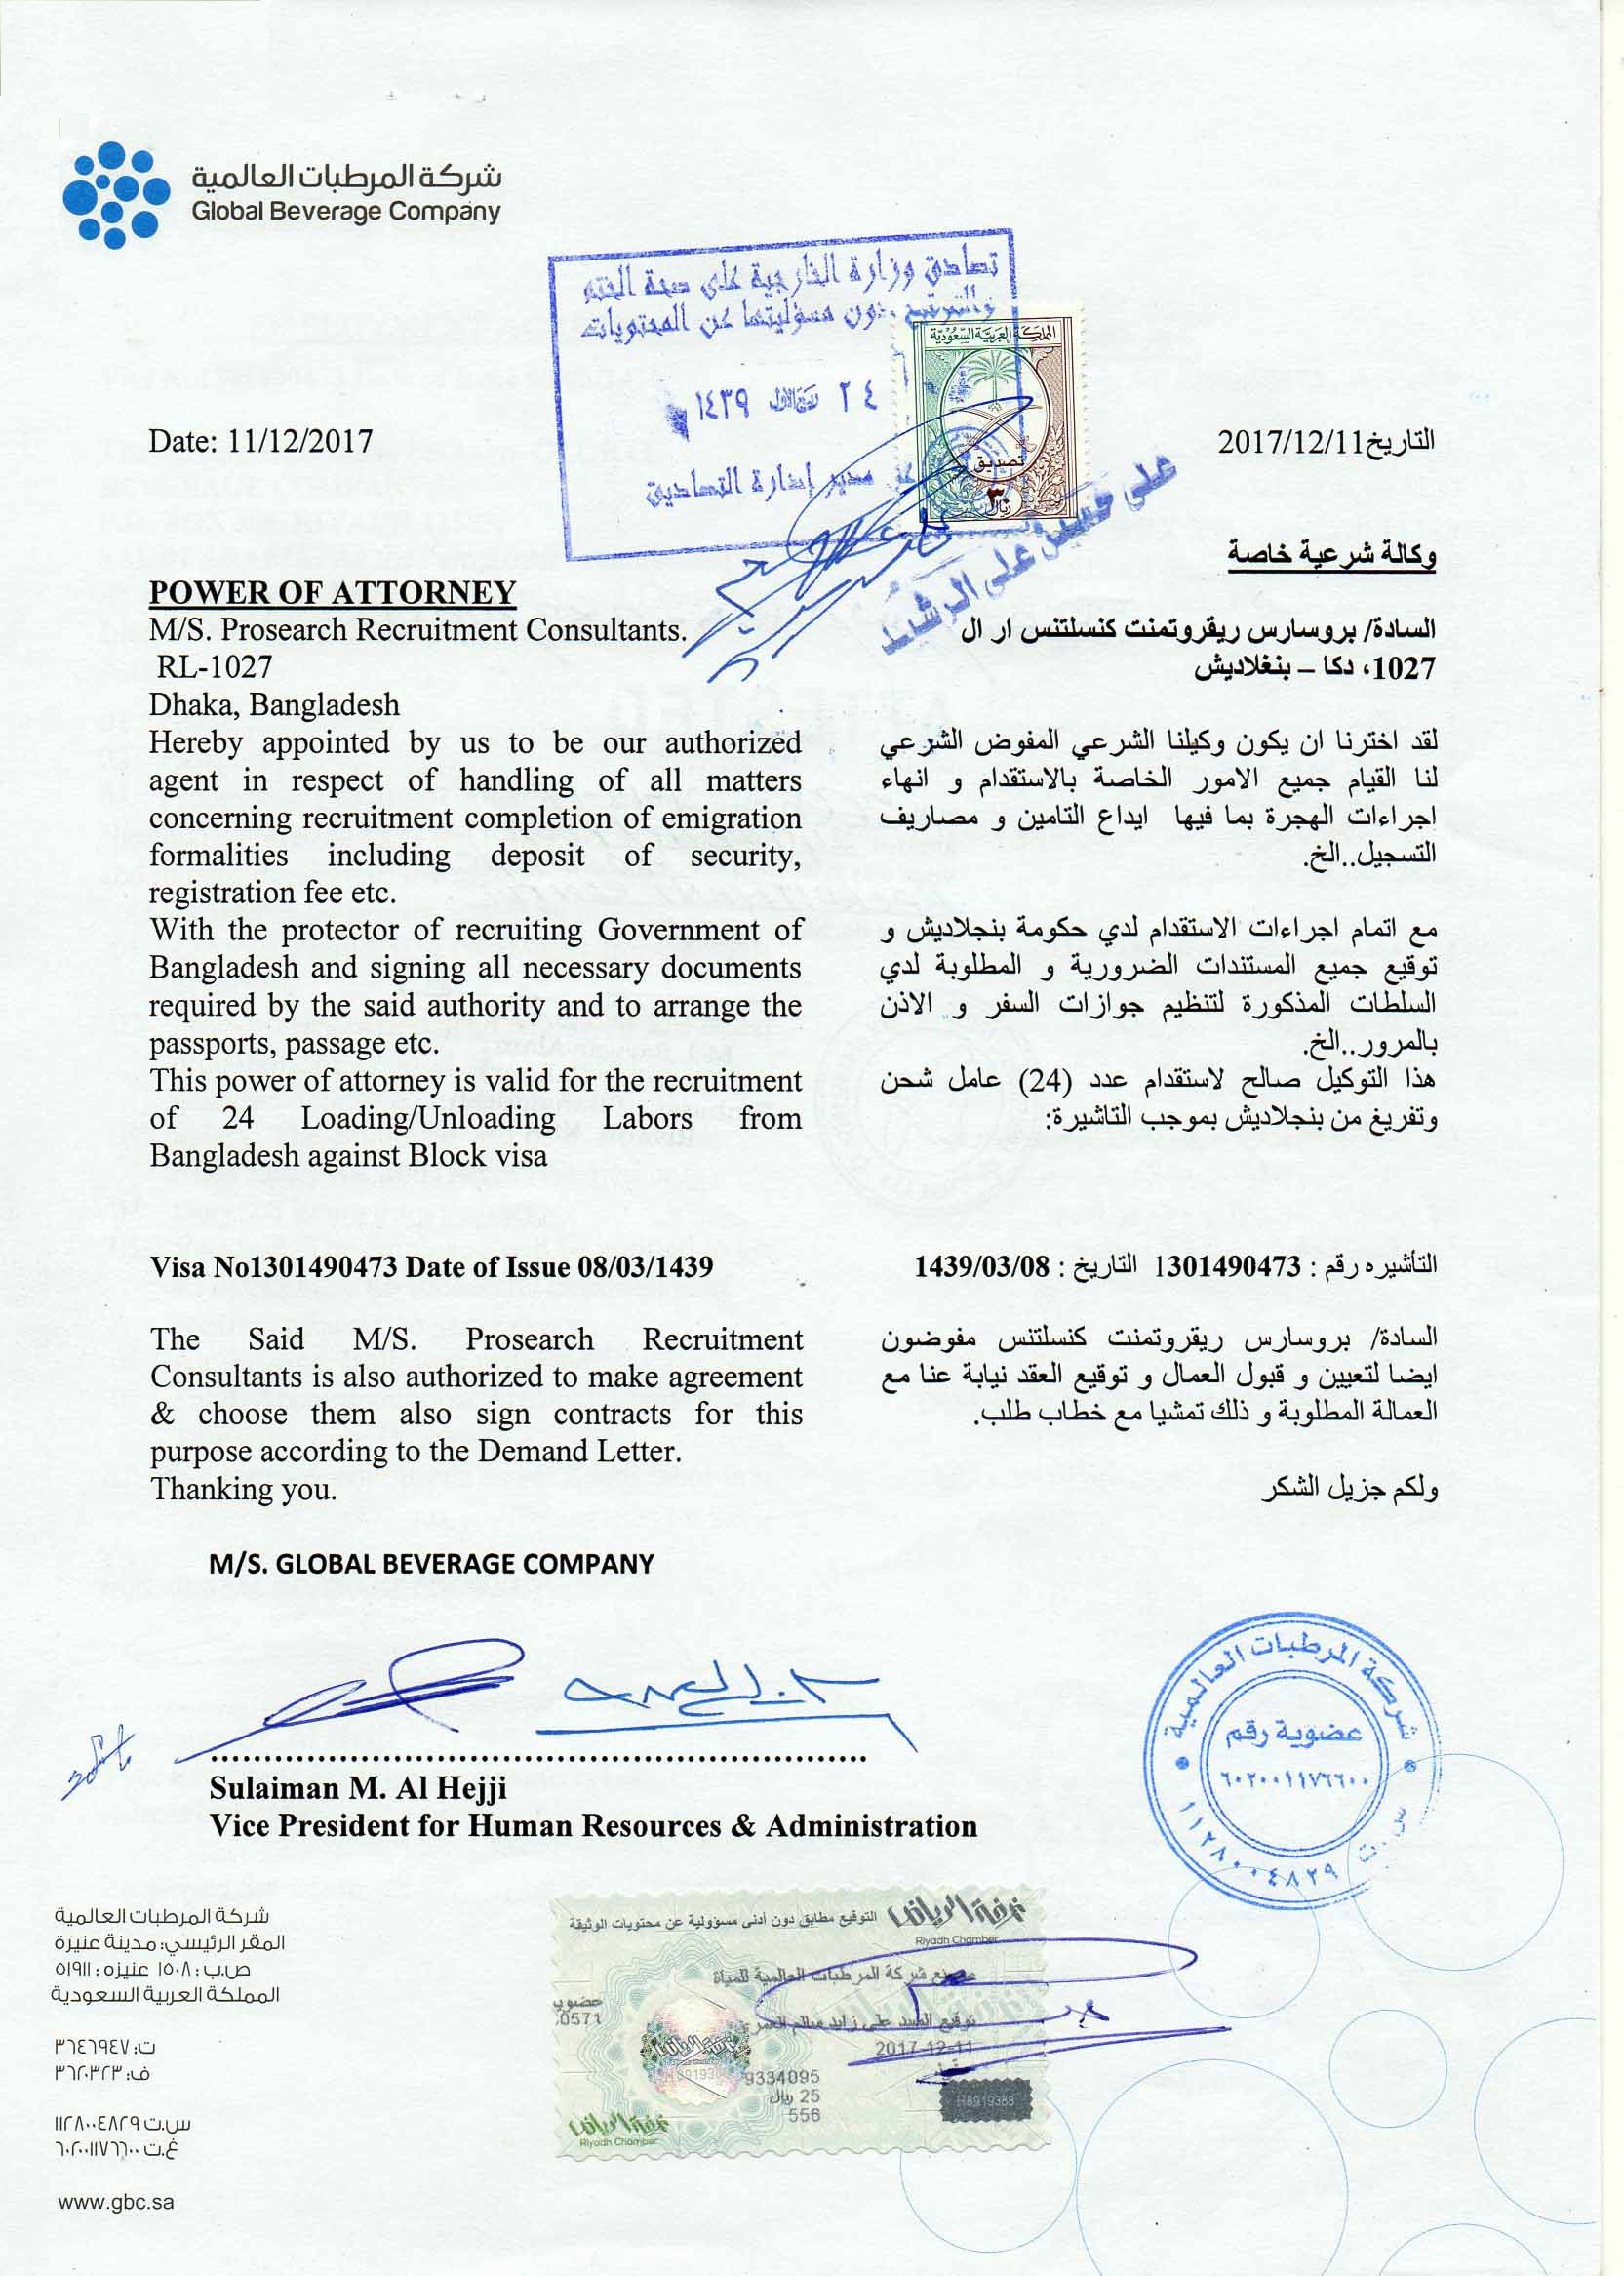 شركة المرطبات العالمية
Global Beverage Company
تصادق وزارة الخارجية على صحة الختم
والتوقيع دون مسؤليتها عن المحتويات
٢٤ ربيع الاول ١٤٣٩
مدير إدارة التصاديق
المملكة العربية السعودية
تصديق
٣٠
ريال
Date: 11/12/2017
التاريخ2017/12/11
علي حسين علي الرشيد
وكالة شرعية خاصة
POWER OF ATTORNEY
M/S. Prosearch Recruitment Consultants.
RL-1027
Dhaka, Bangladesh
Hereby appointed by us to be our authorized
agent in respect of handling of all matters
concerning recruitment completion of emigration
formalities including deposit of security,
registration fee etc.
With the protector of recruiting Government of
Bangladesh and signing all necessary documents
required by the said authority and to arrange the
passports, passage etc.
This power of attorney is valid for the recruitment
of 24 Loading/Unloading Labors from
Bangladesh against Block visa
السادة/ بروسارس ريقروتمنت كنسلتنس ار ال
1027، دكا – بنغلاديش
لقد اخترنا ان يكون وكيلنا الشرعي المفوض الشرعي
لنا القيام جميع الامور الخاصة بالاستقدام و انهاء
اجراءات الهجرة بما فيها ايداع التامين و مصاريف
التسجيل..الخ.
مع اتمام اجراءات الاستقدام لدي حكومة بنجلاديش و
توقيع جميع المستندات الضرورية و المطلوبة لدي
السلطات المذكورة لتنظيم جوازات السفر و الاذن
بالمرور..الخ.
هذا التوكيل صالح لاستقدام عدد (24) عامل شحن
وتفريغ من بنجلاديش بموجب التاشيرة:
Visa No1301490473 Date of Issue 08/03/1439
التأشيره رقم : 1301490473 التاريخ : 1439/03/08
The Said M/S. Prosearch Recruitment
Consultants is also authorized to make agreement
& choose them also sign contracts for this
purpose according to the Demand Letter.
Thanking you.
السادة/ بروسارس ريقروتمنت كنسلتنس مفوضون
ايضا لتعيين و قبول العمال و توقيع العقد نيابة عنا مع
العمالة المطلوبة و ذلك تمشيا مع خطاب طلب.
ولكم جزيل الشكر
M/S. GLOBAL BEVERAGE COMPANY
Sulaiman M. Al Hejji
Vice President for Human Resources & Administration
شركة المرطبات العالمية
عضوية رقم
٦٠٢٠٠١١٧٦٦٠٠
س.ت ١١٢٨٠٠٤٨٢٩
شركة المرطبات العالمية
المقر الرئيسي: مدينة عنيزة
ص.ب: ١٥٠٨ عنيزه: ٥١٩١١
المملكة العربية السعودية
ت: ٣٦٤٦٩٤٧
ف: ٣٦٢٠٣٢٣
س.ت ١١٢٨٠٠٤٨٢٩
غ.ت ٦٠٢٠٠١١٧٦٦٠٠
www.gbc.sa
غرفة الرياض
Riyadh Chamber
التوقيع مطابق دون أدنى مسؤولية عن محتويات الوثيقة
مصنع شركة المرطبات العالمية للمياة
توقيع السيد علي زايد سالم العمري
2017-12-11
9334095
25 ريال
556
H8919388
غرفة الرياض
Riyadh Chamber